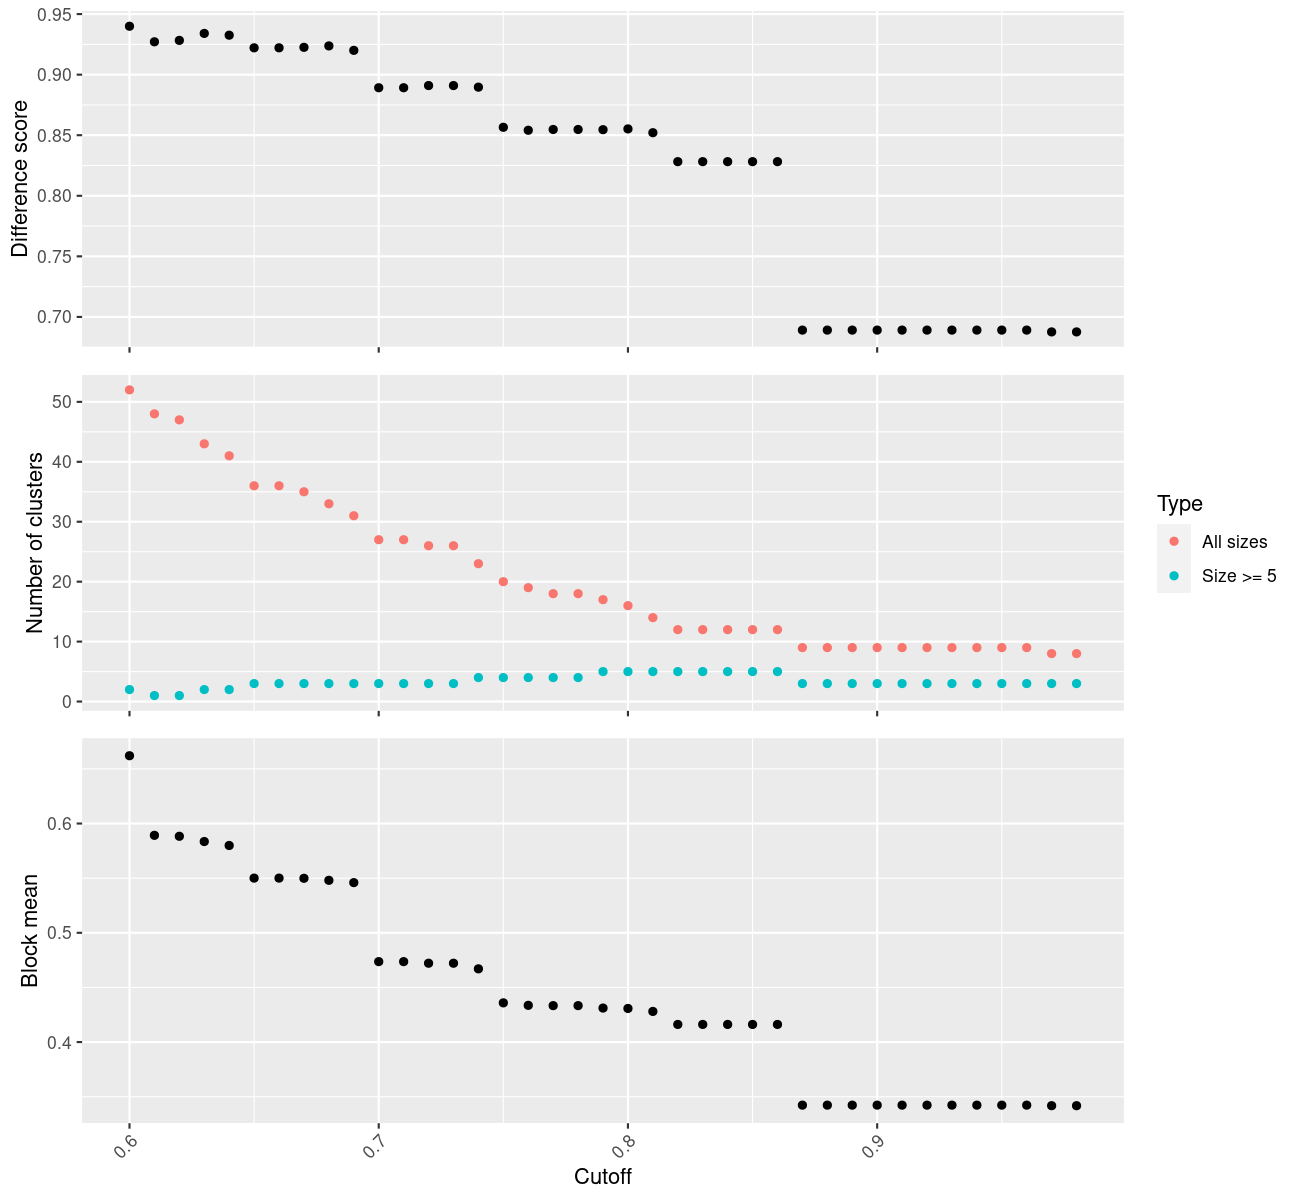 Difference score
0.95
0.90
0.85
0.80
0.75
0.70
Number of clusters
50
40
30
20
10
0
Type
All sizes
Size >= 5
Block mean
0.6
0.5
0.4
0.6 0.7 0.8 0.9
Cutoff